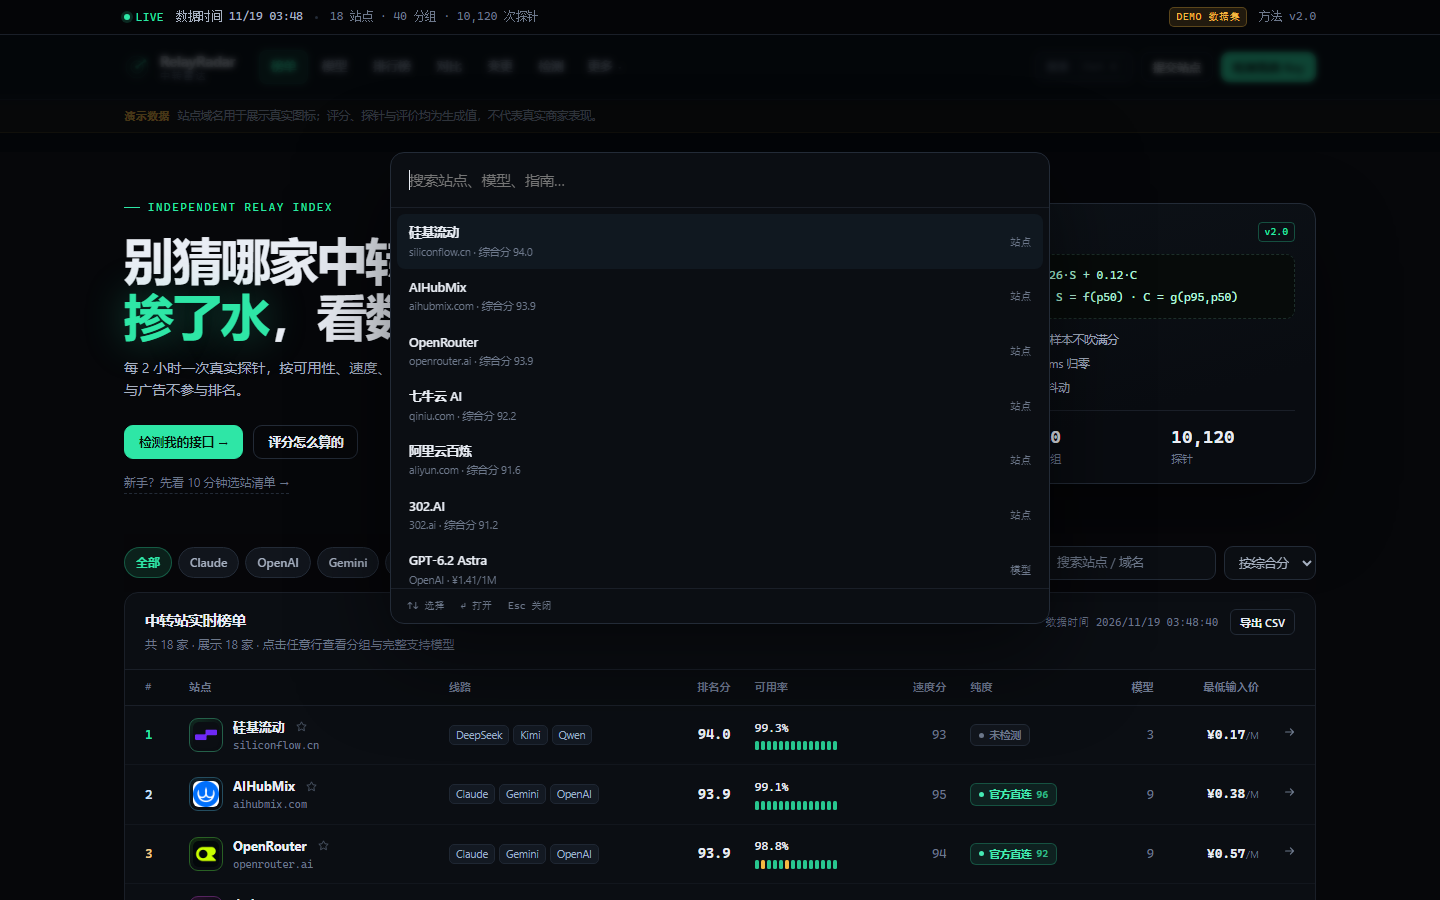 LIVE 数据时间 11/19 03:48 · 18 站点 · 40 分组 · 10,120 次探针
DEMO 数据集 方法 v2.0
RelayRadar
演示数据 站点域名用于展示真实图标；评分、探针与评价均为生成值，不代表真实商家表现。
INDEPENDENT RELAY INDEX
别猜哪家中转
掺了水，看数
每 2 小时一次真实探针，按可用性、速度、
与广告不参与排名。
检测我的接口 →
评分怎么算的
新手？先看 10 分钟选站清单 →
搜索站点、模型、指南...
硅基流动
siliconflow.cn · 综合分 94.0
站点
AIHubMix
aihubmix.com · 综合分 93.9
站点
OpenRouter
openrouter.ai · 综合分 93.9
站点
七牛云 AI
qiniu.com · 综合分 92.2
站点
阿里云百炼
aliyun.com · 综合分 91.6
站点
302.AI
302.ai · 综合分 91.2
站点
GPT-6.2 Astra
OpenAI · ¥1.41/1M
模型
↑↓ 选择 ↵ 打开 Esc 关闭
v2.0
26·S + 0.12·C
S = f(p50) · C = g(p95,p50)
样本不吹满分
ms 归零
抖动
0
组
10,120
探针
全部 Claude OpenAI Gemini
搜索站点 / 域名
按综合分
中转站实时榜单
共 18 家 · 展示 18 家 · 点击任意行查看分组与完整支持模型
数据时间 2026/11/19 03:48:40
导出 CSV
# 站点 线路 排名分 可用率 速度分 纯度 模型 最低输入价
1 硅基流动 ☆ DeepSeek Kimi Qwen 94.0 99.3% 93 未检测 3 ¥0.17/M →
siliconflow.cn
2 AIHubMix ☆ Claude Gemini OpenAI 93.9 99.1% 95 官方直连 96 9 ¥0.38/M →
aihubmix.com
3 OpenRouter ☆ Claude Gemini OpenAI 93.9 98.8% 94 官方直连 92 9 ¥0.57/M →
openrouter.ai